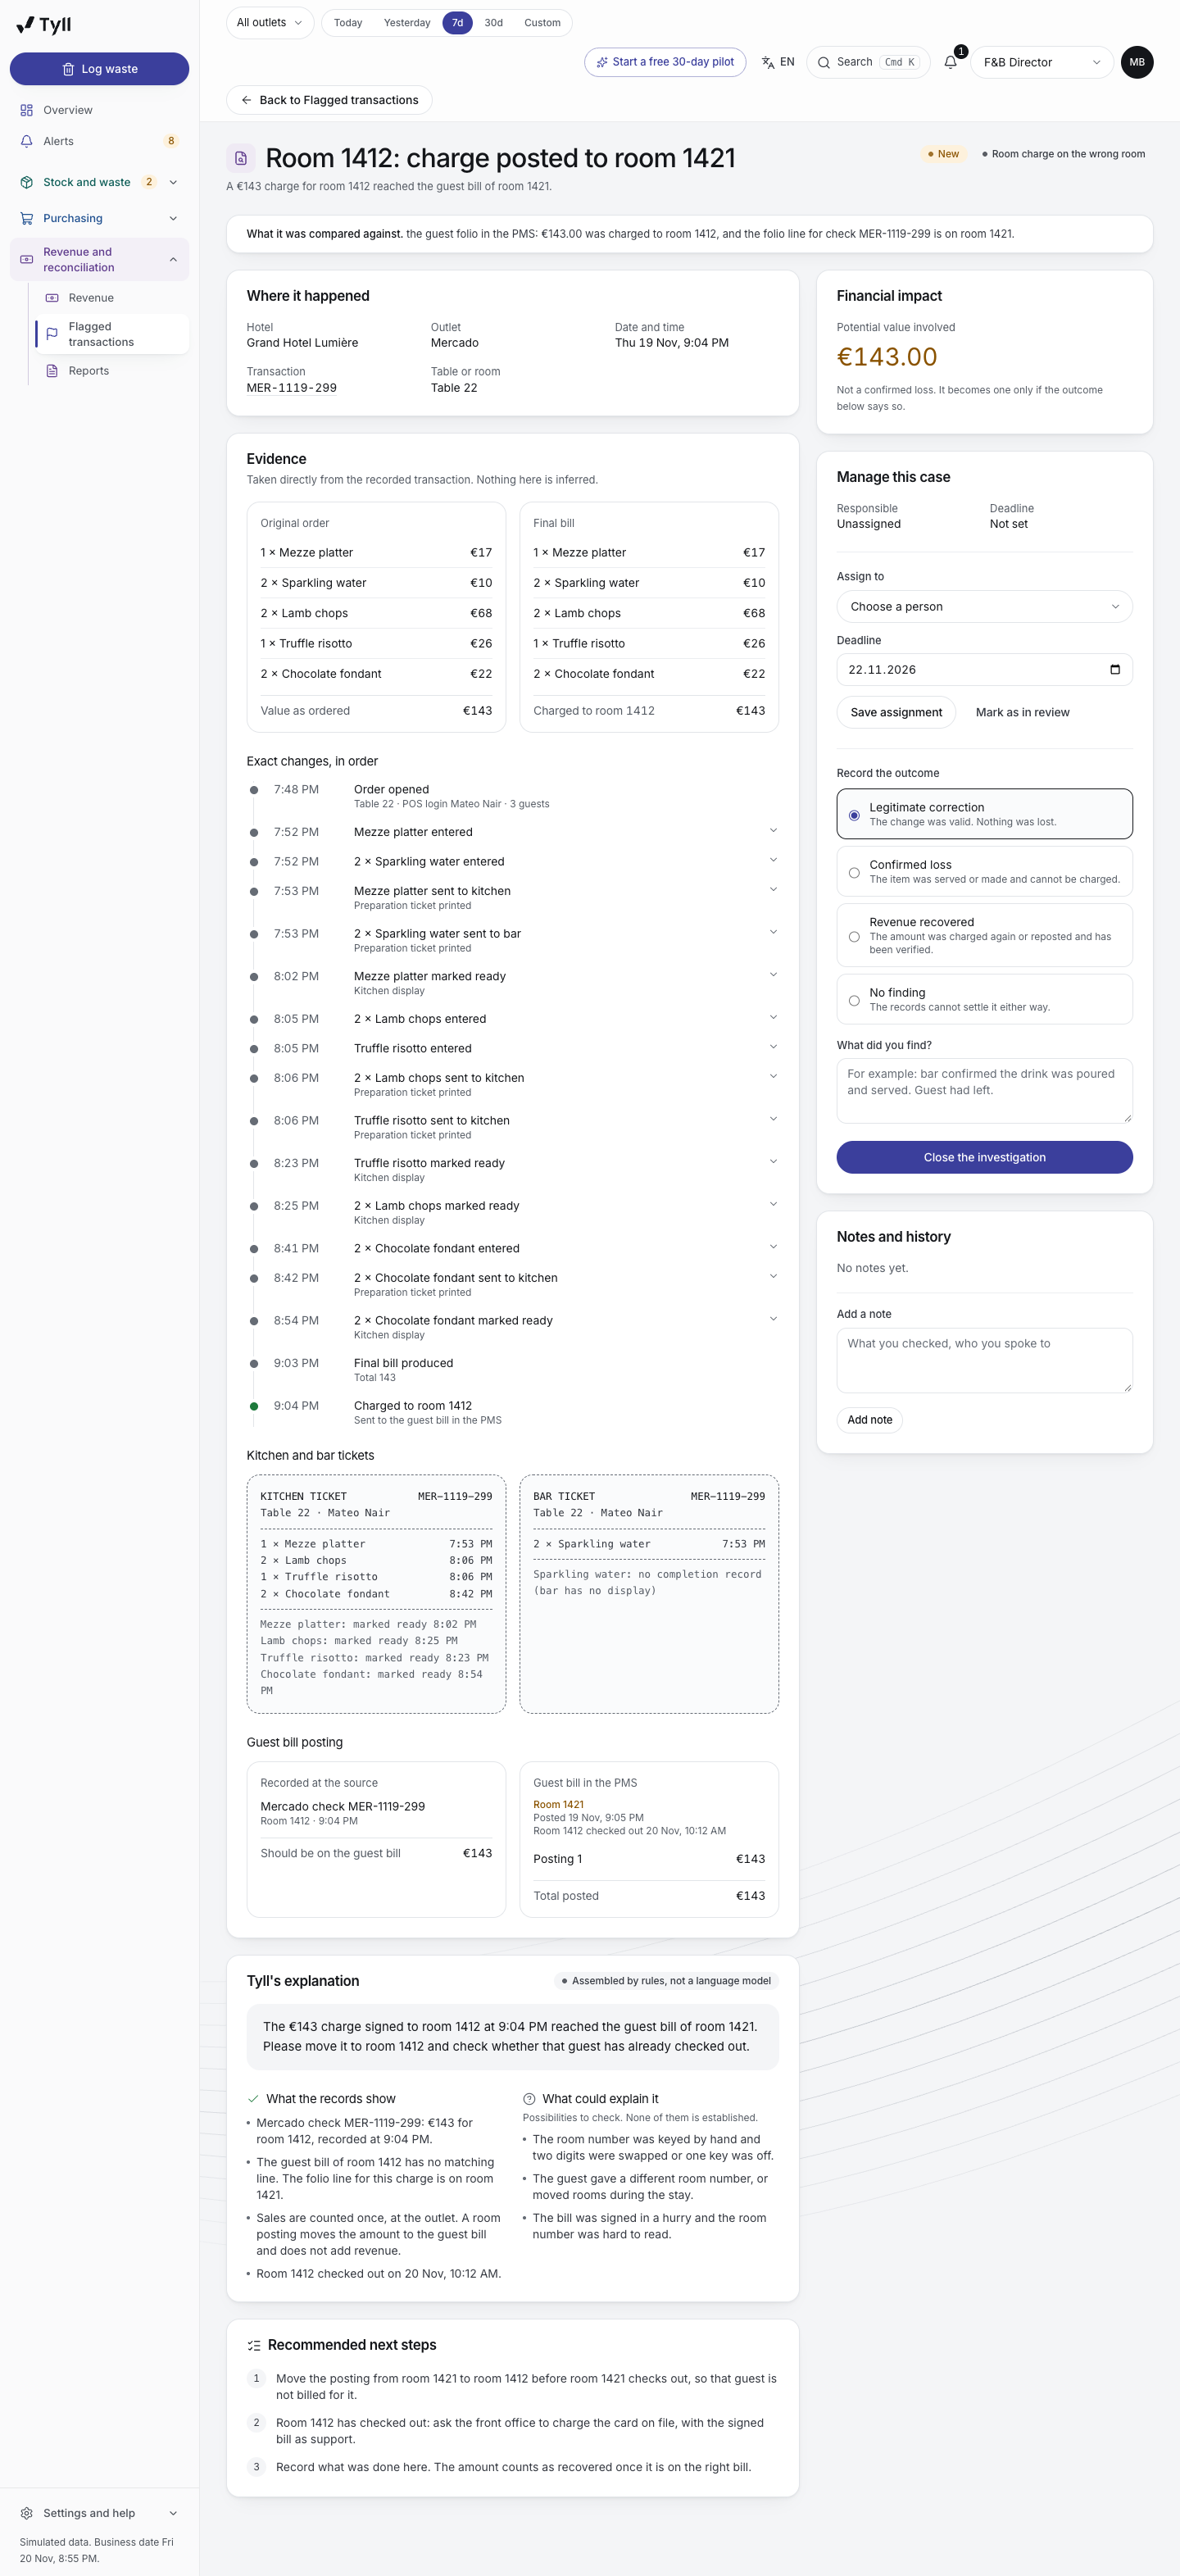 Tyll
Log waste
Overview
Alerts
8
Stock and waste
2
Purchasing
Revenue and
reconciliation
Revenue
Flagged
transactions
Reports
Settings and help
Simulated data. Business date Fri
20 Nov, 8:55 PM.
All outlets
Today
Yesterday
7d
30d
Custom
Start a free 30-day pilot
EN
Search
Cmd K
1
F&B Director
MB
Back to Flagged transactions
Room 1412: charge posted to room 1421
New
Room charge on the wrong room
A €143 charge for room 1412 reached the guest bill of room 1421.
What it was compared against. the guest folio in the PMS: €143.00 was charged to room 1412, and the folio line for check MER-1119-299 is on room 1421.
Where it happened
Hotel
Grand Hotel Lumière
Outlet
Mercado
Date and time
Thu 19 Nov, 9:04 PM
Transaction
MER-1119-299
Table or room
Table 22
Evidence
Taken directly from the recorded transaction. Nothing here is inferred.
Original order
1 × Mezze platter €17
2 × Sparkling water €10
2 × Lamb chops €68
1 × Truffle risotto €26
2 × Chocolate fondant €22
Value as ordered €143
Final bill
1 × Mezze platter €17
2 × Sparkling water €10
2 × Lamb chops €68
1 × Truffle risotto €26
2 × Chocolate fondant €22
Charged to room 1412 €143
Exact changes, in order
7:48 PM Order opened
Table 22 · POS login Mateo Nair · 3 guests
7:52 PM Mezze platter entered
7:52 PM 2 × Sparkling water entered
7:53 PM Mezze platter sent to kitchen
Preparation ticket printed
7:53 PM 2 × Sparkling water sent to bar
Preparation ticket printed
8:02 PM Mezze platter marked ready
Kitchen display
8:05 PM 2 × Lamb chops entered
8:05 PM Truffle risotto entered
8:06 PM 2 × Lamb chops sent to kitchen
Preparation ticket printed
8:06 PM Truffle risotto sent to kitchen
Preparation ticket printed
8:23 PM Truffle risotto marked ready
Kitchen display
8:25 PM 2 × Lamb chops marked ready
Kitchen display
8:41 PM 2 × Chocolate fondant entered
8:42 PM 2 × Chocolate fondant sent to kitchen
Preparation ticket printed
8:54 PM 2 × Chocolate fondant marked ready
Kitchen display
9:03 PM Final bill produced
Total 143
9:04 PM Charged to room 1412
Sent to the guest bill in the PMS
Kitchen and bar tickets
KITCHEN TICKET MER-1119-299
Table 22 · Mateo Nair
1 × Mezze platter 7:53 PM
2 × Lamb chops 8:06 PM
1 × Truffle risotto 8:06 PM
2 × Chocolate fondant 8:42 PM
Mezze platter: marked ready 8:02 PM
Lamb chops: marked ready 8:25 PM
Truffle risotto: marked ready 8:23 PM
Chocolate fondant: marked ready 8:54
PM
BAR TICKET MER-1119-299
Table 22 · Mateo Nair
2 × Sparkling water 7:53 PM
Sparkling water: no completion record
(bar has no display)
Guest bill posting
Recorded at the source
Mercado check MER-1119-299
Room 1412 · 9:04 PM
Should be on the guest bill €143
Guest bill in the PMS
Room 1421
Posted 19 Nov, 9:05 PM
Room 1412 checked out 20 Nov, 10:12 AM
Posting 1 €143
Total posted €143
Tyll's explanation
Assembled by rules, not a language model
The €143 charge signed to room 1412 at 9:04 PM reached the guest bill of room 1421.
Please move it to room 1412 and check whether that guest has already checked out.
What the records show
Mercado check MER-1119-299: €143 for
room 1412, recorded at 9:04 PM.
The guest bill of room 1412 has no matching
line. The folio line for this charge is on room
1421.
Sales are counted once, at the outlet. A room
posting moves the amount to the guest bill
and does not add revenue.
Room 1412 checked out on 20 Nov, 10:12 AM.
What could explain it
Possibilities to check. None of them is established.
The room number was keyed by hand and
two digits were swapped or one key was off.
The guest gave a different room number, or
moved rooms during the stay.
The bill was signed in a hurry and the room
number was hard to read.
Recommended next steps
1 Move the posting from room 1421 to room 1412 before room 1421 checks out, so that guest is
not billed for it.
2 Room 1412 has checked out: ask the front office to charge the card on file, with the signed
bill as support.
3 Record what was done here. The amount counts as recovered once it is on the right bill.
Financial impact
Potential value involved
€143.00
Not a confirmed loss. It becomes one only if the outcome
below says so.
Manage this case
Responsible
Unassigned
Deadline
Not set
Assign to
Choose a person
Deadline
22.11.2026
Save assignment
Mark as in review
Record the outcome
Legitimate correction
The change was valid. Nothing was lost.
Confirmed loss
The item was served or made and cannot be charged.
Revenue recovered
The amount was charged again or reposted and has
been verified.
No finding
The records cannot settle it either way.
What did you find?
For example: bar confirmed the drink was poured
and served. Guest had left.
Close the investigation
Notes and history
No notes yet.
Add a note
What you checked, who you spoke to
Add note